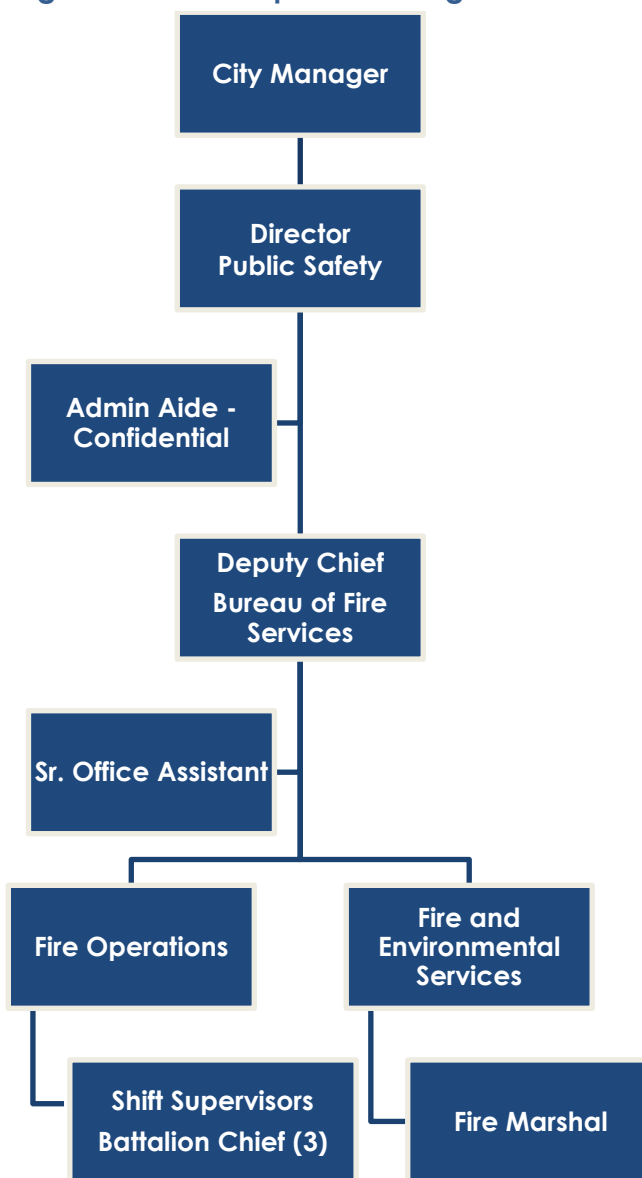 City Manager
Director
Public Safety
Admin Aide -
Confidential
Deputy Chief
Bureau of Fire
Services
Sr. Office Assistant
Fire Operations
Fire and
Environmental
Services
Shift Supervisors
Battalion Chief (3)
Fire Marshal